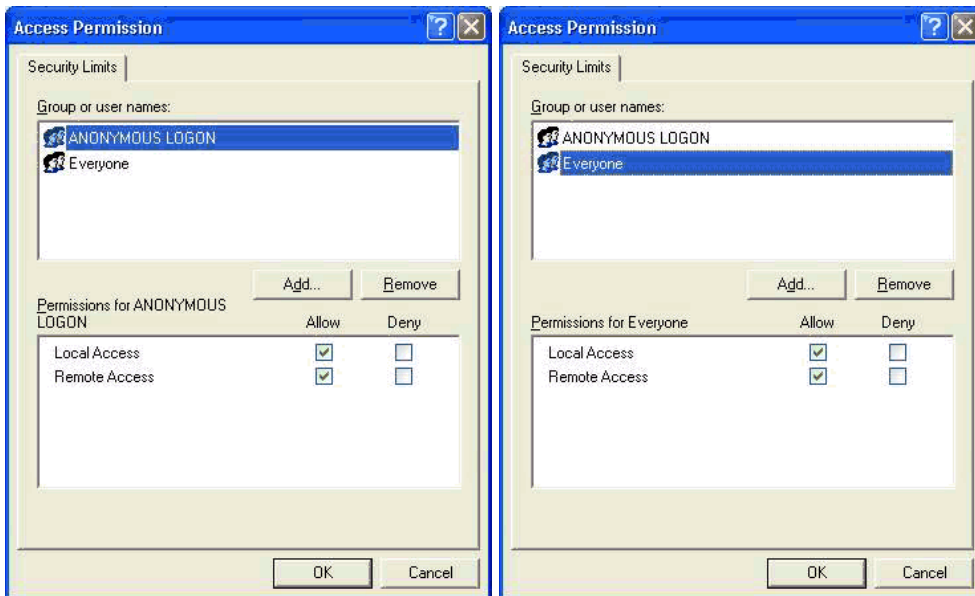 Access Permission
Security Limits
Group or user names:
ANONYMOUS LOGON
Everyone
Add...
Remove
Permissions for ANONYMOUS
LOGON
Allow
Deny
Local Access
Remote Access
OK
Cancel
Access Permission
Security Limits
Group or user names:
ANONYMOUS LOGON
Everyone
Add...
Remove
Permissions for Everyone
Allow
Deny
Local Access
Remote Access
OK
Cancel